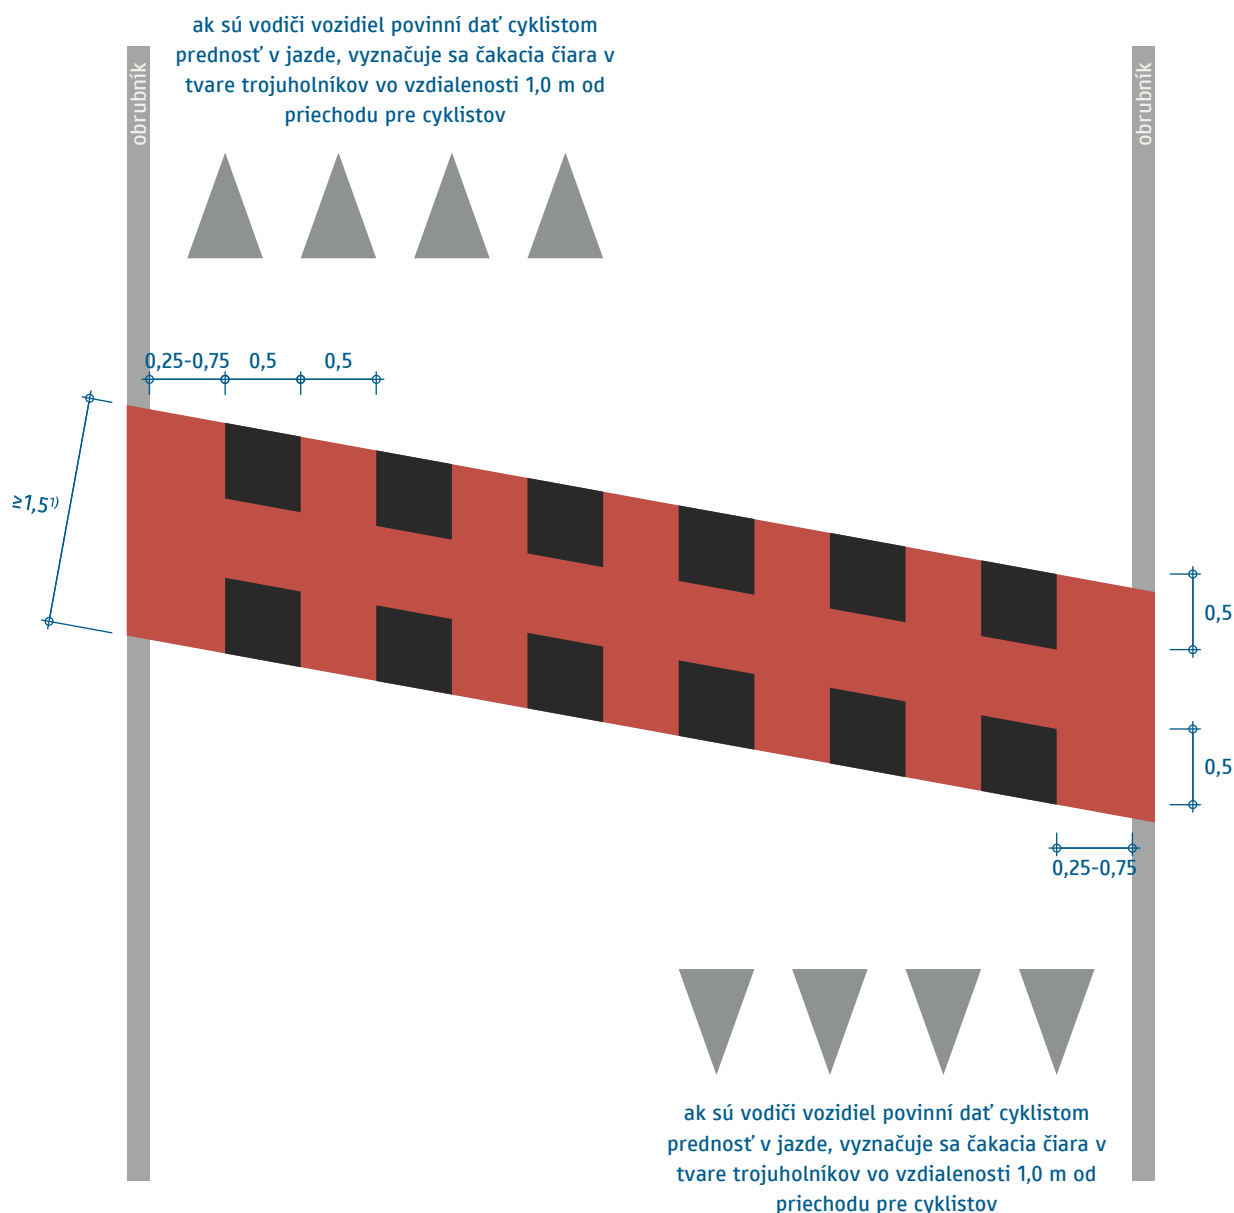 ak sú vodiči vozidiel povinní dať cyklistom
prednosť v jazde, vyznačuje sa čakacia čiara v
tvare trojuholníkov vo vzdialenosti 1,0 m od
priechodu pre cyklistov
obrubník
obrubník
0,25-0,75
0,5
0,5
≥1,5¹⁾
0,5
0,5
0,25-0,75
ak sú vodiči vozidiel povinní dať cyklistom
prednosť v jazde, vyznačuje sa čakacia čiara v
tvare trojuholníkov vo vzdialenosti 1,0 m od
priechodu pre cyklistov